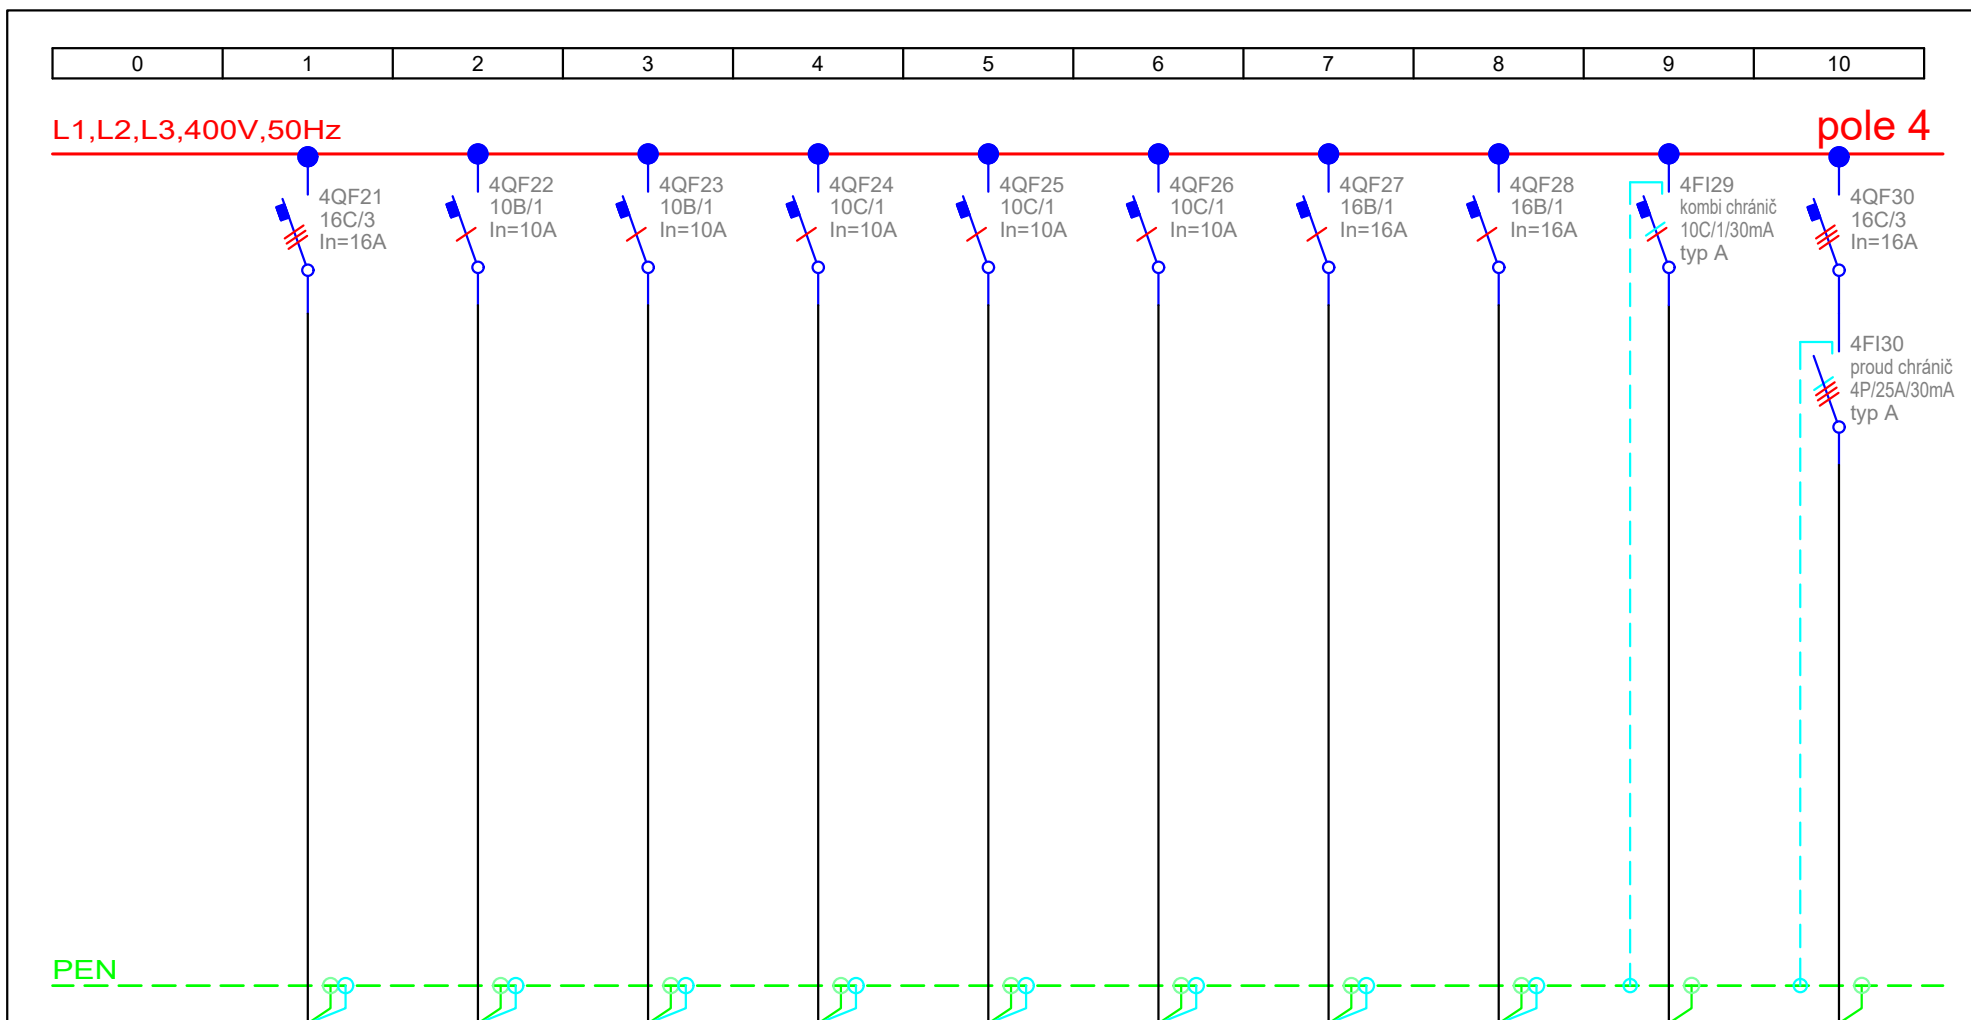 0 1 2 3 4 5 6 7 8 9 10
L1,L2,L3,400V,50Hz
pole 4
4QF21
16C/3
In=16A
4QF22
10B/1
In=10A
4QF23
10B/1
In=10A
4QF24
10C/1
In=10A
4QF25
10C/1
In=10A
4QF26
10C/1
In=10A
4QF27
16B/1
In=16A
4QF28
16B/1
In=16A
4FI29
kombi chránič
10C/1/30mA
typ A
4QF30
16C/3
In=16A
4FI30
proud chránič
4P/25A/30mA
typ A
PEN